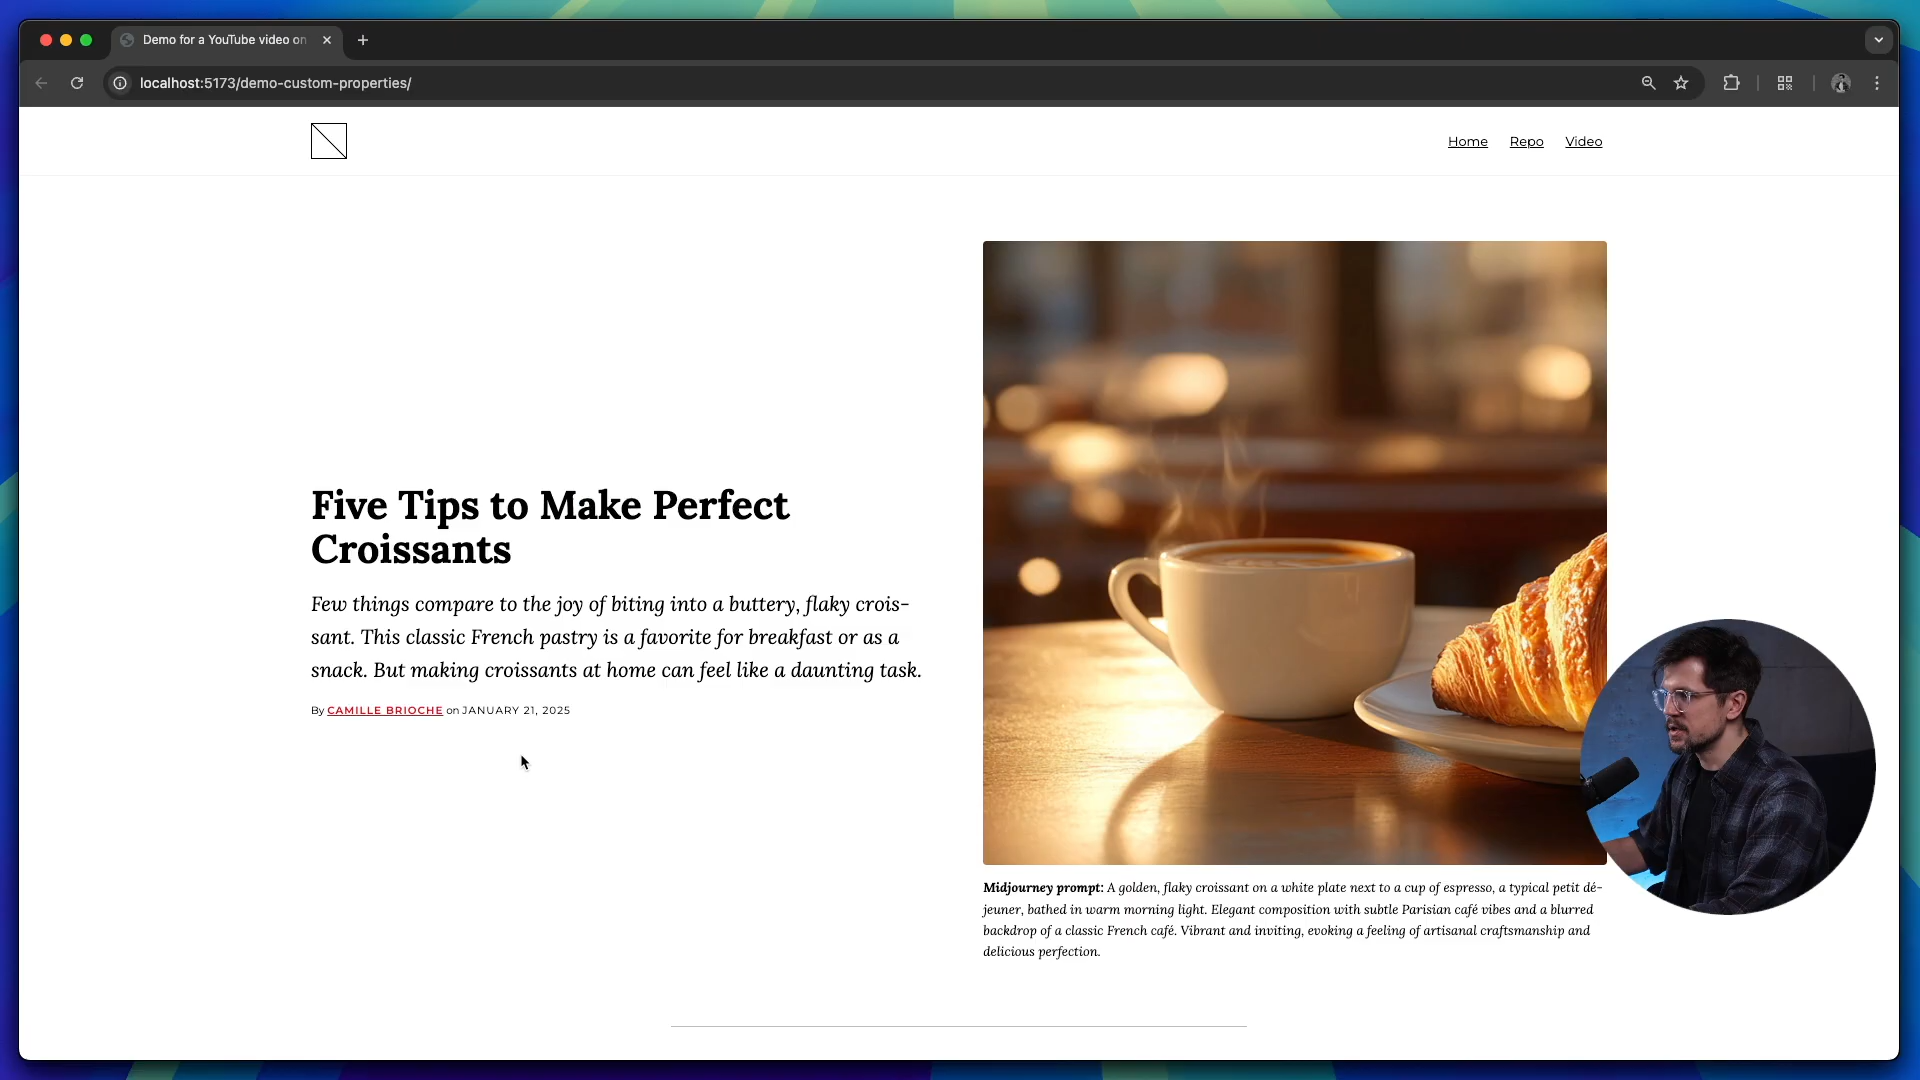 Demo for a YouTube video on
localhost:5173/demo-custom-properties/
Home Repo Video
Five Tips to Make Perfect
Croissants
Few things compare to the joy of biting into a buttery, flaky crois-
sant. This classic French pastry is a favorite for breakfast or as a
snack. But making croissants at home can feel like a daunting task.
By CAMILLE BRIOCHE on JANUARY 21, 2025
Midjourney prompt: A golden, flaky croissant on a white plate next to a cup of espresso, a typical petit dé-
jeuner, bathed in warm morning light. Elegant composition with subtle Parisian café vibes and a blurred
backdrop of a classic French café. Vibrant and inviting, evoking a feeling of artisanal craftsmanship and
delicious perfection.